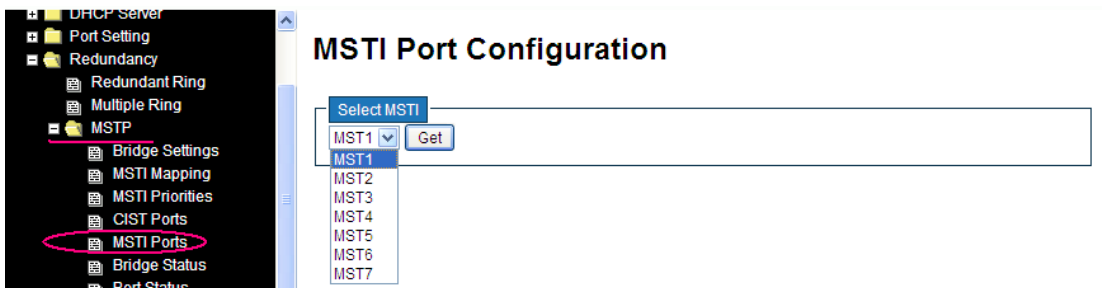 DHCP Server
Port Setting
Redundancy
Redundant Ring
Multiple Ring
MSTP
Bridge Settings
MSTI Mapping
MSTI Priorities
CIST Ports
MSTI Ports
Bridge Status
Port Status
MSTI Port Configuration
Select MSTI
MST1 Get
MST1
MST2
MST3
MST4
MST5
MST6
MST7